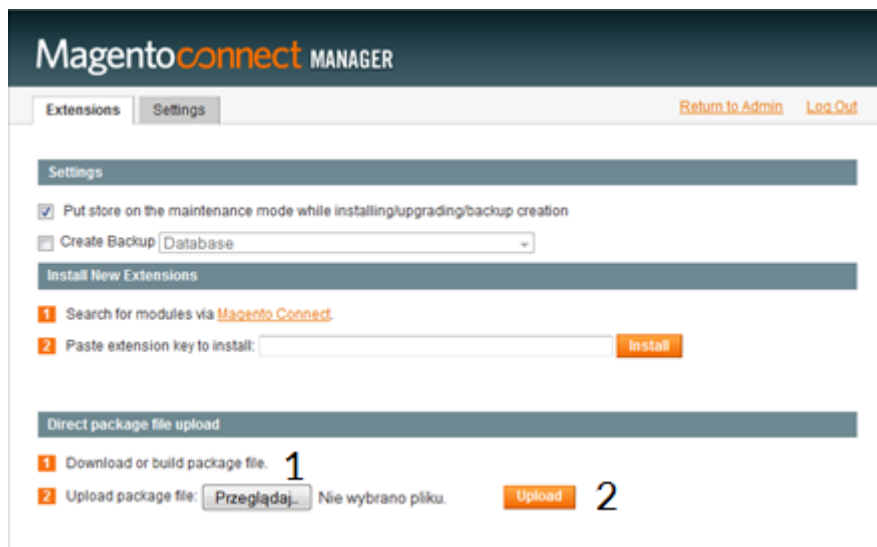 Magentoconnect MANAGER
Extensions Settings Return to Admin Log Out
Settings
Put store on the maintenance mode while installing/upgrading/backup creation
Create Backup Database
Install New Extensions
1 Search for modules via Magento Connect.
2 Paste extension key to install: Install
Direct package file upload
1 Download or build package file. 1
2 Upload package file: Przeglądaj... Nie wybrano pliku. Upload 2